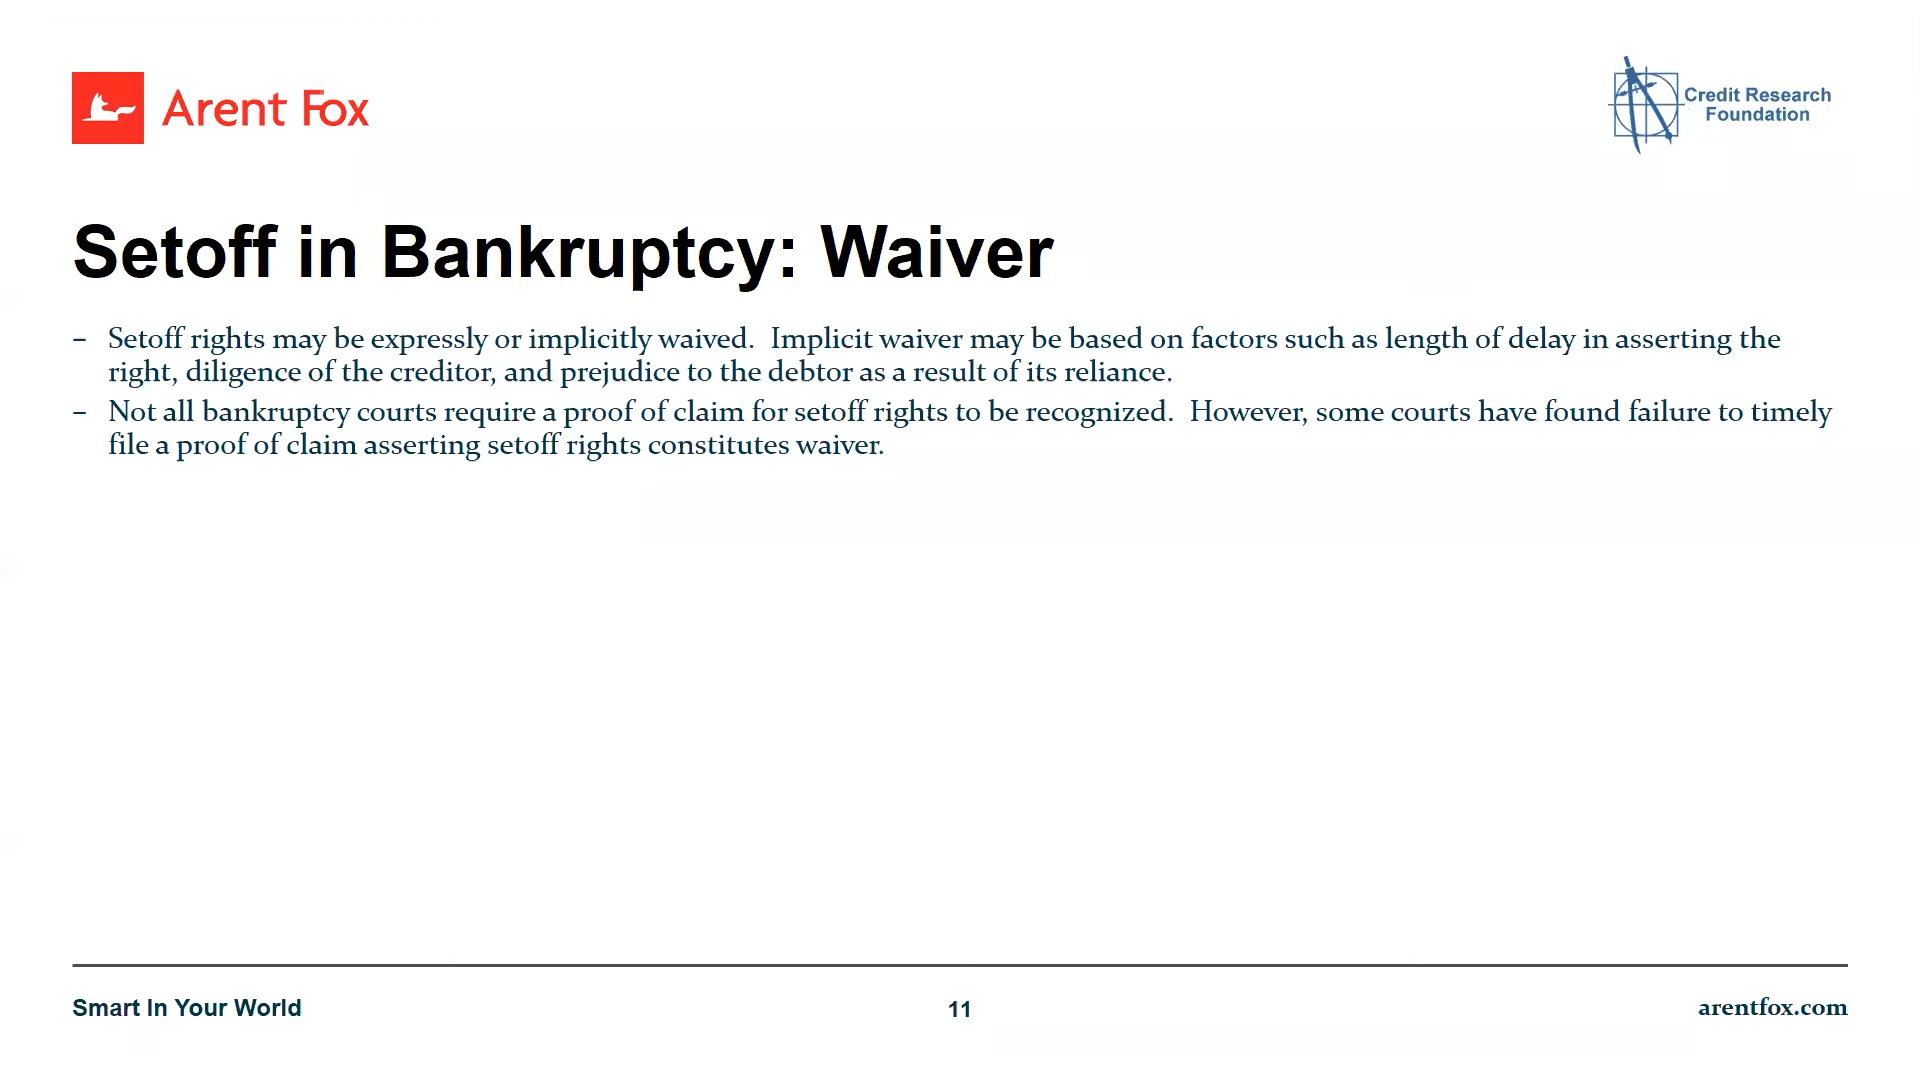 Arent Fox
Credit Research
Foundation
Setoff in Bankruptcy: Waiver
– Setoff rights may be expressly or implicitly waived.  Implicit waiver may be based on factors such as length of delay in asserting the
right, diligence of the creditor, and prejudice to the debtor as a result of its reliance.
– Not all bankruptcy courts require a proof of claim for setoff rights to be recognized.  However, some courts have found failure to timely
file a proof of claim asserting setoff rights constitutes waiver.
Smart In Your World
11
arentfox.com